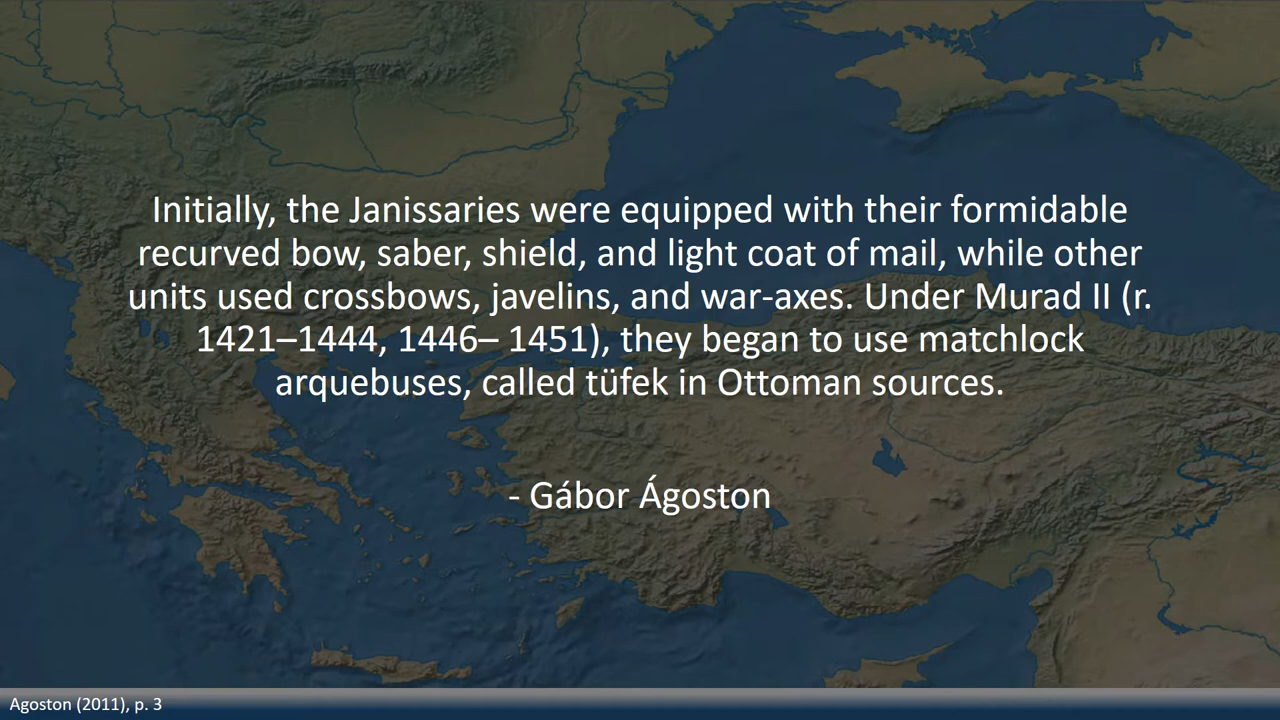 Initially, the Janissaries were equipped with their formidable
recurved bow, saber, shield, and light coat of mail, while other
units used crossbows, javelins, and war-axes. Under Murad II (r.
1421–1444, 1446– 1451), they began to use matchlock
arquebuses, called tüfek in Ottoman sources.
- Gábor Ágoston
Agoston (2011), p. 3